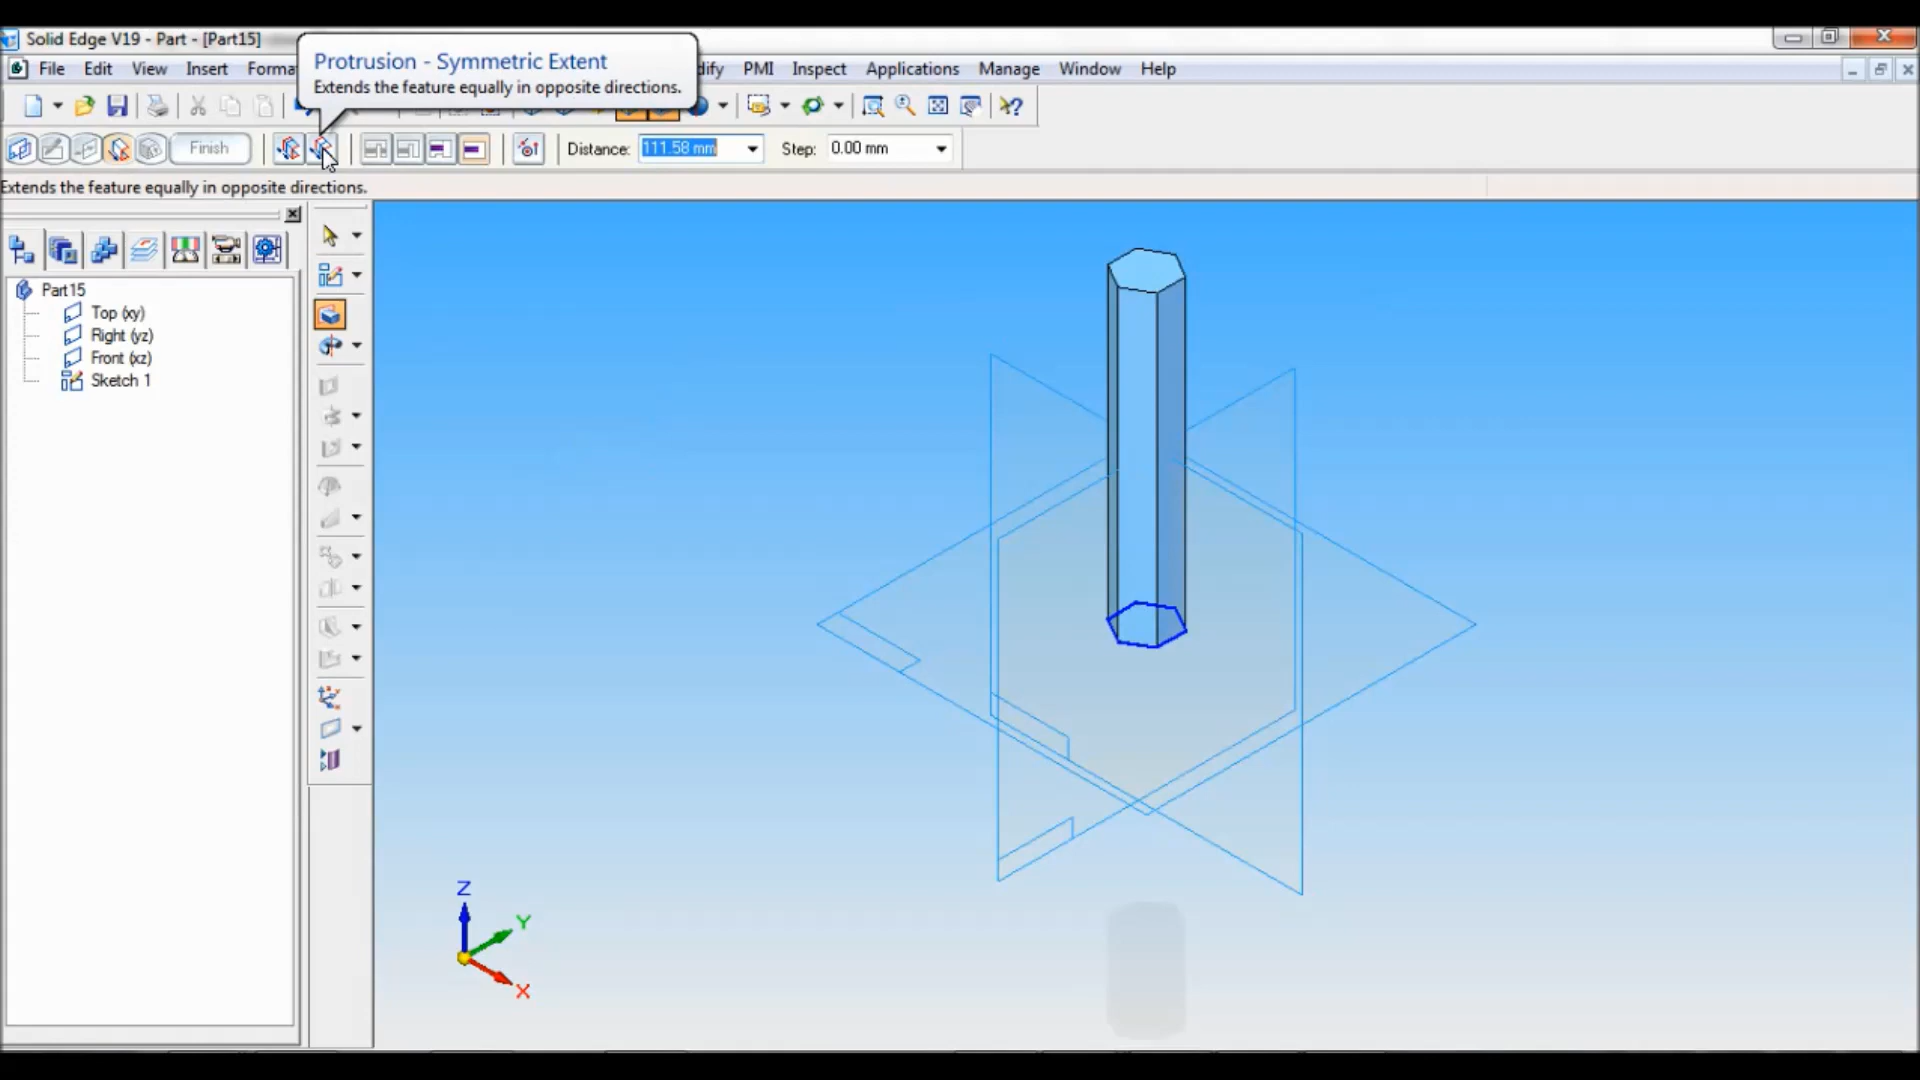 Solid Edge V19 - Part - [Part15]
Protrusion - Symmetric Extent
Extends the feature equally in opposite directions.
File Edit View Insert Forma dify PMI Inspect Applications Manage Window Help
Finish Distance: 111.58 mm Step: 0.00 mm
Extends the feature equally in opposite directions.
Part15
Top (xy)
Right (yz)
Front (xz)
Sketch 1
Z
Y
X